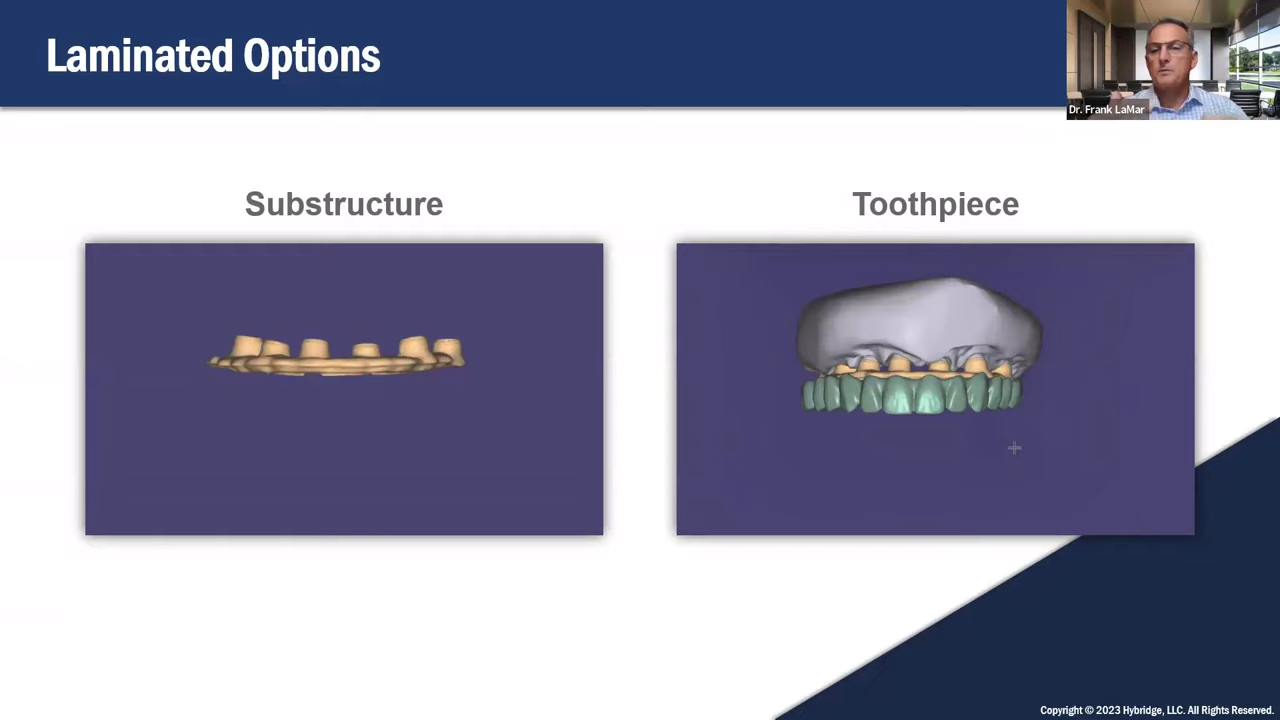 Laminated Options
Dr. Frank LaMar
Substructure
Toothpiece
Copyright © 2023 Hybridge, LLC. All Rights Reserved.